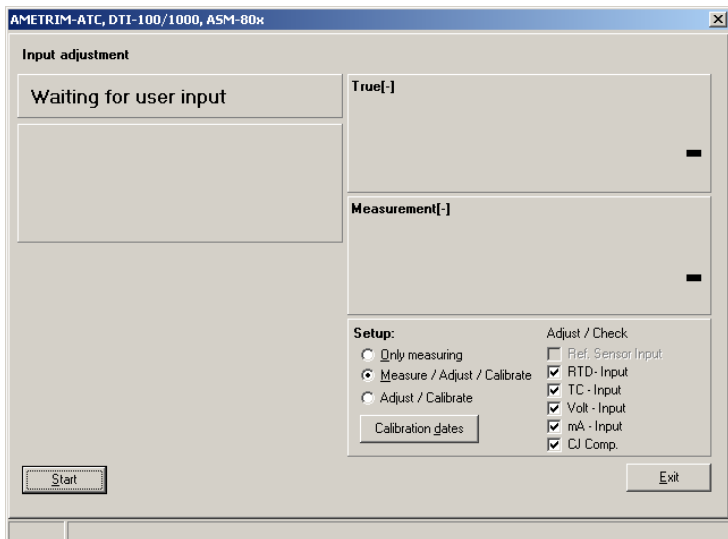 AMETRIM-ATC, DTI-100/1000, ASM-80x
Input adjustment
Waiting for user input
True[-]
-
Measurement[-]
-
Setup:
Only measuring
Measure / Adjust / Calibrate
Adjust / Calibrate
Calibration dates
Adjust / Check
Ref. Sensor Input
RTD- Input
TC - Input
Volt - Input
mA - Input
CJ Comp.
Start
Exit